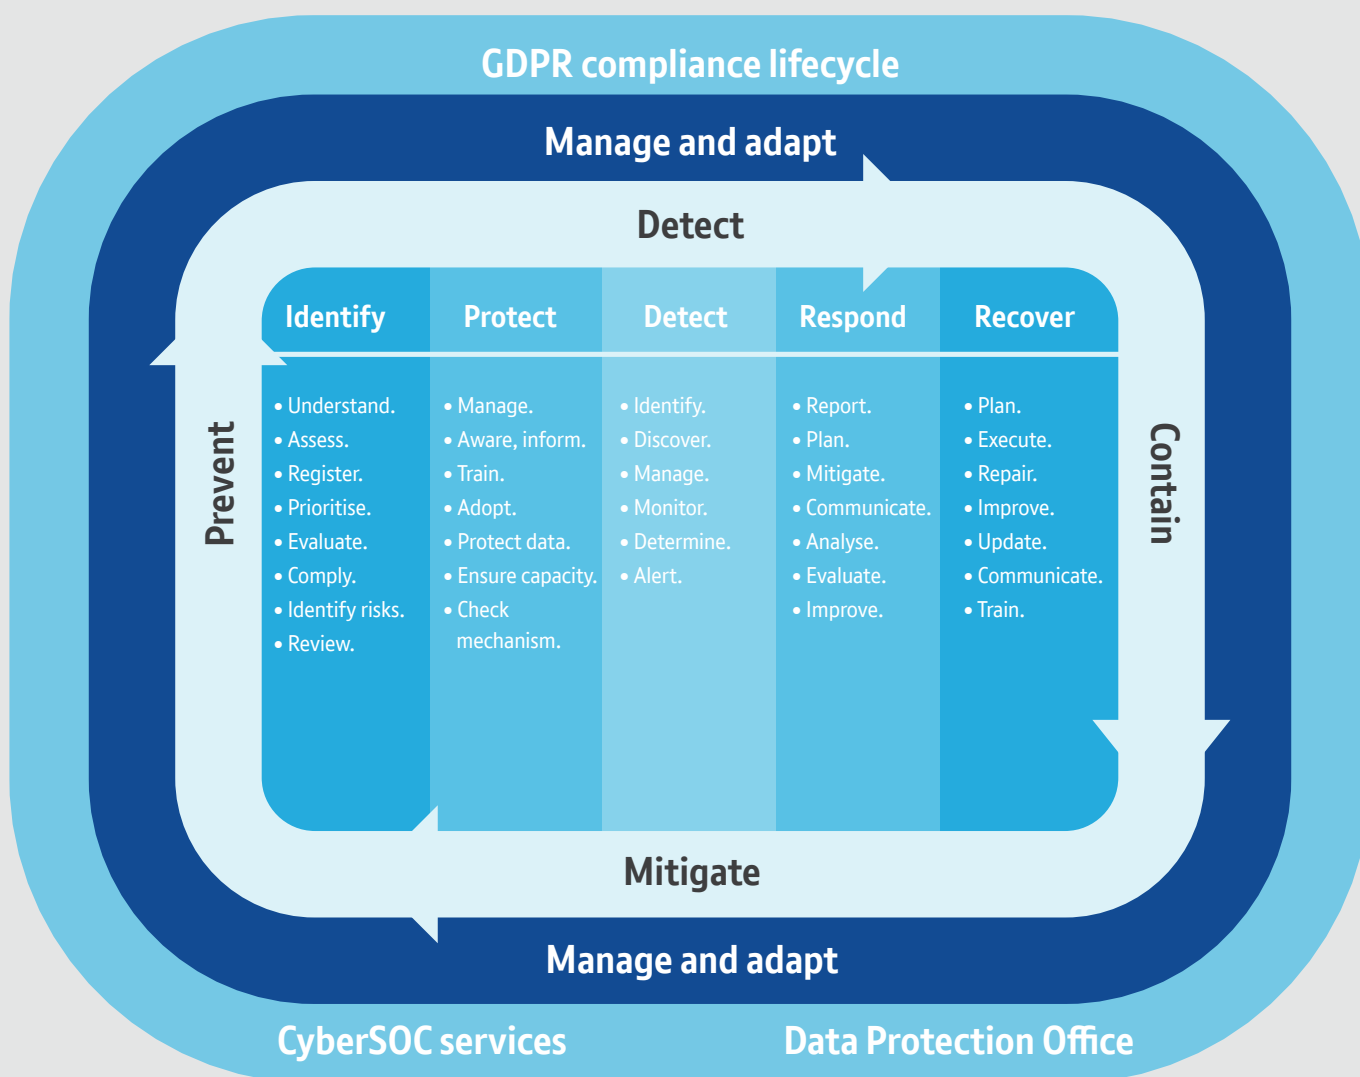 GDPR compliance lifecycle
Manage and adapt
Detect
Prevent
Contain
Identify
• Understand.
• Assess.
• Register.
• Prioritise.
• Evaluate.
• Comply.
• Identify risks.
• Review.
Protect
• Manage.
• Aware, inform.
• Train.
• Adopt.
• Protect data.
• Ensure capacity.
• Check
mechanism.
Detect
• Identify.
• Discover.
• Manage.
• Monitor.
• Determine.
• Alert.
Respond
• Report.
• Plan.
• Mitigate.
• Communicate.
• Analyse.
• Evaluate.
• Improve.
Recover
• Plan.
• Execute.
• Repair.
• Improve.
• Update.
• Communicate.
• Train.
Mitigate
Manage and adapt
CyberSOC services
Data Protection Office